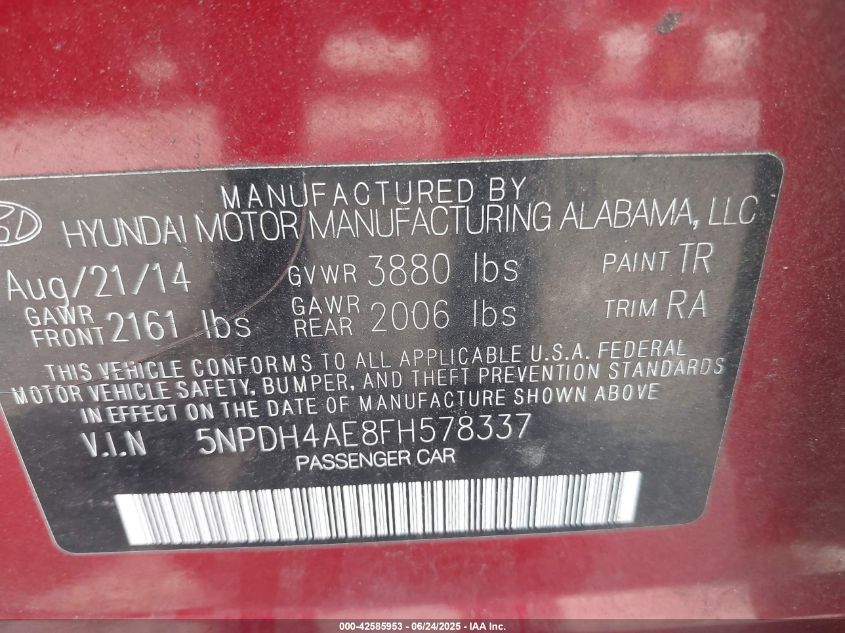 MANUFACTURED BY
HYUNDAI MOTOR MANUFACTURING ALABAMA, LLC
Aug/21/14 GVWR 3880 lbs PAINT TR
GAWR FRONT 2161 lbs GAWR REAR 2006 lbs TRIM RA
THIS VEHICLE CONFORMS TO ALL APPLICABLE U.S.A. FEDERAL
MOTOR VEHICLE SAFETY, BUMPER, AND THEFT PREVENTION STANDARDS
IN EFFECT ON THE DATE OF MANUFACTURE SHOWN ABOVE
V.I.N 5NPDH4AE8FH578337
PASSENGER CAR
000-42585953 - 06/24/2025 - IAA Inc.